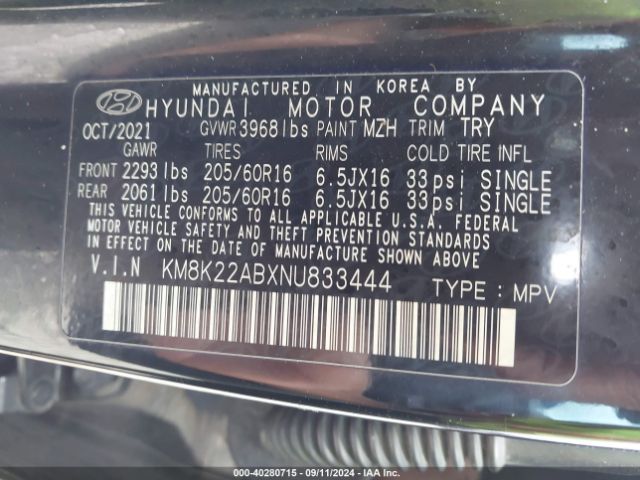 MANUFACTURED IN KOREA BY
HYUNDAI MOTOR COMPANY
OCT/2021 GVWR 3968 lbs PAINT MZH TRIM TRY
GAWR TIRES RIMS COLD TIRE INFL
FRONT 2293 lbs 205/60R16 6.5JX16 33psi SINGLE
REAR 2061 lbs 205/60R16 6.5JX16 33psi SINGLE
THIS VEHICLE CONFORMS TO ALL APPLICABLE U.S.A. FEDERAL
MOTOR VEHICLE SAFETY AND THEFT PREVENTION STANDARDS
IN EFFECT ON THE DATE OF MANUFACTURE SHOWN ABOVE
V.I.N KM8K22ABXNU833444 TYPE : MPV
000-40280715 - 09/11/2024 - IAA Inc.